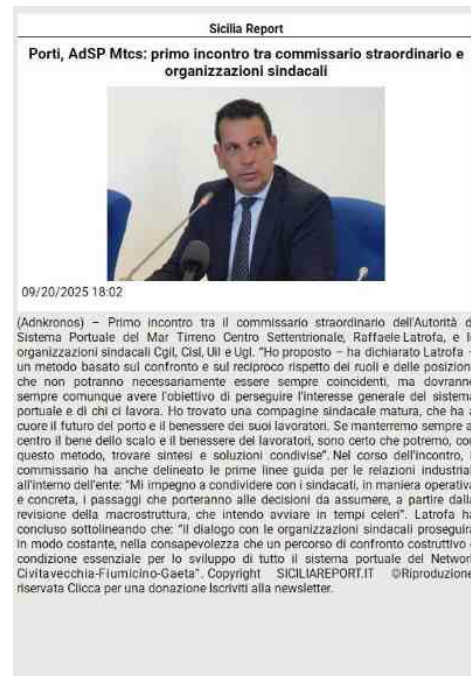 Sicilia Report
Porti, AdSP Mtcs: primo incontro tra commissario straordinario e
organizzazioni sindacali
09/20/2025 18:02
(Adnkronos) – Primo incontro tra il commissario straordinario dell'Autorità d
Sistema Portuale del Mar Tirreno Centro Settentrionale, Raffaele Latrofa, e l
organizzazioni sindacali Cgil, Cisl, Uil e Ugl. "Ho proposto – ha dichiarato Latrofa –
un metodo basato sul confronto e sul reciproco rispetto dei ruoli e delle posizion
che non potranno necessariamente essere sempre coincidenti, ma dovranno
sempre comunque avere l'obiettivo di perseguire l'interesse generale del sistema
portuale e di chi ci lavora. Ho trovato una compagine sindacale matura, che ha a
cuore il futuro del porto e il benessere dei suoi lavoratori. Se manterremo sempre al
centro il bene dello scalo e il benessere dei lavoratori, sono certo che potremo, con
questo metodo, trovare sintesi e soluzioni condivise". Nel corso dell'incontro, i
commissario ha anche delineato le prime linee guida per le relazioni industrial
all'interno dell'ente: "Mi impegno a condividere con i sindacati, in maniera operativa
e concreta, i passaggi che porteranno alle decisioni da assumere, a partire dalla
revisione della macrostruttura, che intendo avviare in tempi celeri". Latrofa ha
concluso sottolineando che: "il dialogo con le organizzazioni sindacali proseguirà
in modo costante, nella consapevolezza che un percorso di confronto costruttivo è
condizione essenziale per lo sviluppo di tutto il sistema portuale del Network
Civitavecchia-Fiumicino-Gaeta". Copyright SICILIAREPORT.IT ©Riproduzione
riservata Clicca per una donazione Iscriviti alla newsletter.